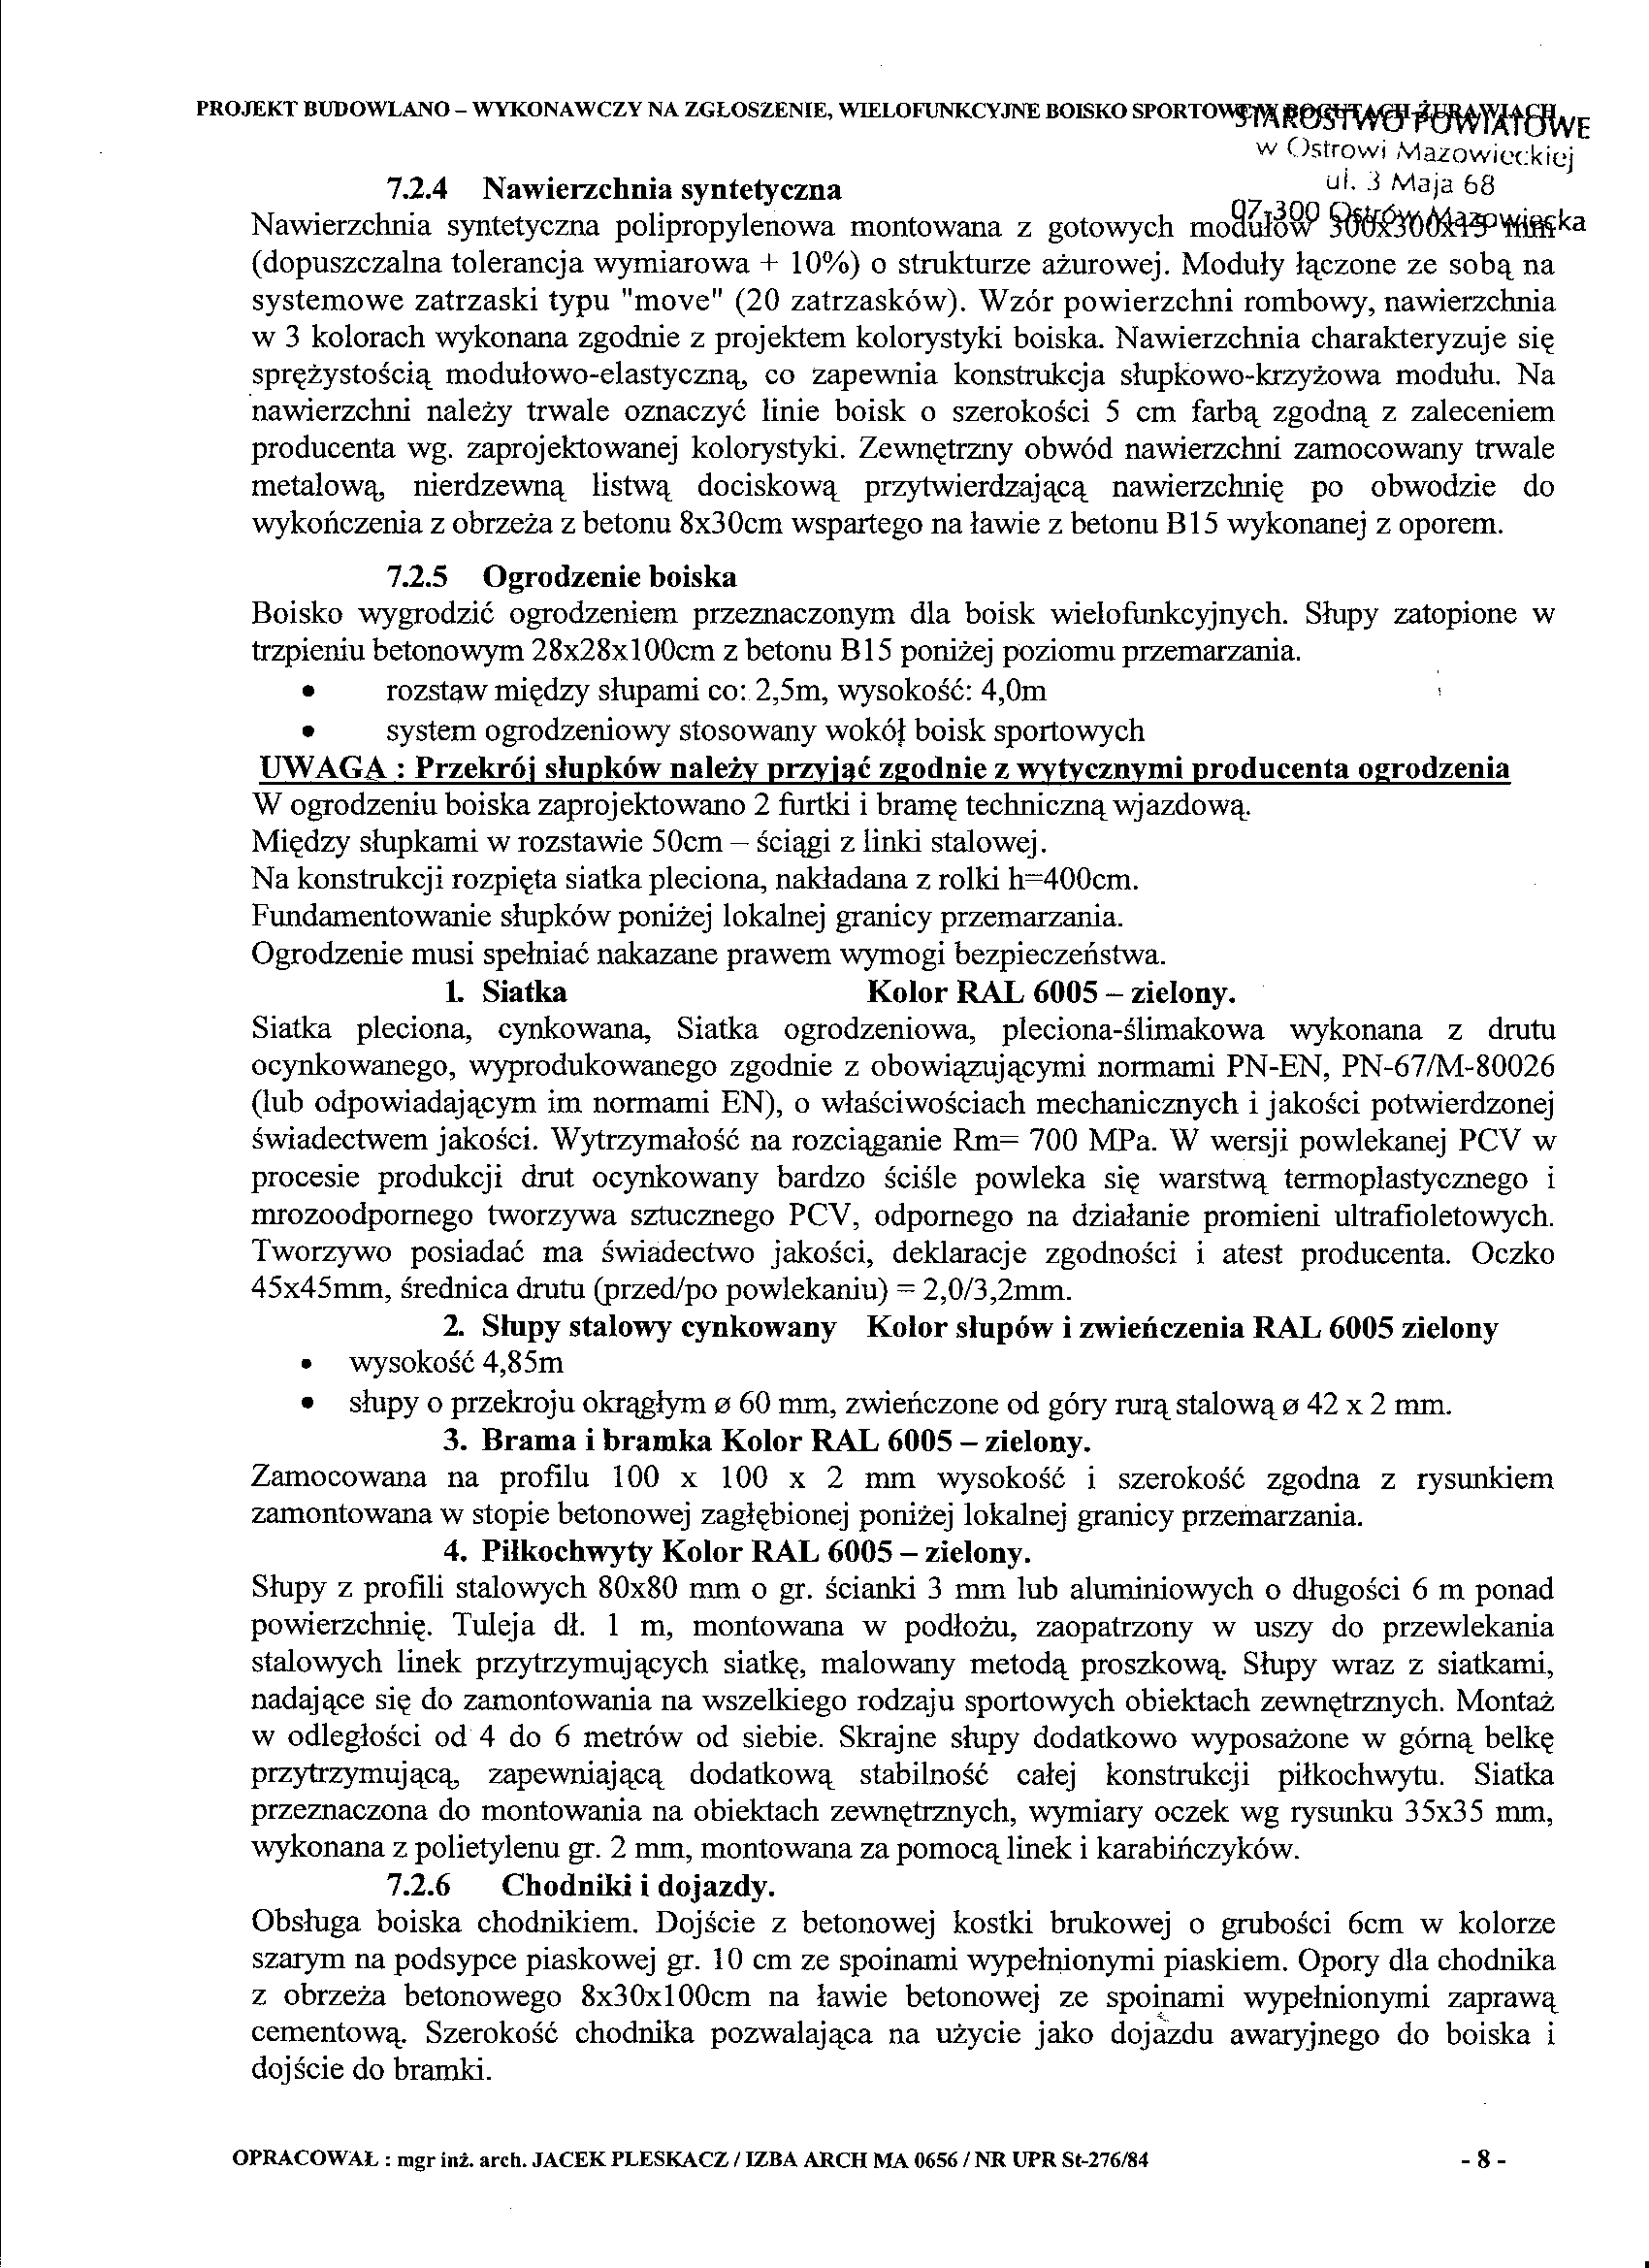 PROJEKT BUDOWLANO – WYKONAWCZY NA ZGŁOSZENIE, WIELOFUNKCYJNE BOISKO SPORTOWE W BOGUTACH-ŻURAWIACH
STAROSTWO POWIATOWE
w Ostrowi Mazowieckiej
ul. 3 Maja 68
07-300 Ostrów Mazowiecka
7.2.4 Nawierzchnia syntetyczna
Nawierzchnia syntetyczna polipropylenowa montowana z gotowych modułów 300x300x15 mm
(dopuszczalna tolerancja wymiarowa + 10%) o strukturze ażurowej. Moduły łączone ze sobą na
systemowe zatrzaski typu "move" (20 zatrzasków). Wzór powierzchni rombowy, nawierzchnia
w 3 kolorach wykonana zgodnie z projektem kolorystyki boiska. Nawierzchnia charakteryzuje się
sprężystością modułowo-elastyczną, co zapewnia konstrukcja słupkowo-krzyżowa modułu. Na
nawierzchni należy trwale oznaczyć linie boisk o szerokości 5 cm farbą zgodną z zaleceniem
producenta wg. zaprojektowanej kolorystyki. Zewnętrzny obwód nawierzchni zamocowany trwale
metalową, nierdzewną listwą dociskową przytwierdzającą nawierzchnię po obwodzie do
wykończenia z obrzeża z betonu 8x30cm wspartego na ławie z betonu B15 wykonanej z oporem.
7.2.5 Ogrodzenie boiska
Boisko wygrodzić ogrodzeniem przeznaczonym dla boisk wielofunkcyjnych. Słupy zatopione w
trzpieniu betonowym 28x28x100cm z betonu B15 poniżej poziomu przemarzania.
• rozstaw między słupami co: 2,5m, wysokość: 4,0m
• system ogrodzeniowy stosowany wokół boisk sportowych
UWAGA : Przekrój słupków należy przyjąć zgodnie z wytycznymi producenta ogrodzenia
W ogrodzeniu boiska zaprojektowano 2 furtki i bramę techniczną wjazdową.
Między słupkami w rozstawie 50cm – ściągi z linki stalowej.
Na konstrukcji rozpięta siatka pleciona, nakładana z rolki h=400cm.
Fundamentowanie słupków poniżej lokalnej granicy przemarzania.
Ogrodzenie musi spełniać nakazane prawem wymogi bezpieczeństwa.
1. Siatka Kolor RAL 6005 – zielony.
Siatka pleciona, cynkowana, Siatka ogrodzeniowa, pleciona-ślimakowa wykonana z drutu
ocynkowanego, wyprodukowanego zgodnie z obowiązującymi normami PN-EN, PN-67/M-80026
(lub odpowiadającym im normami EN), o właściwościach mechanicznych i jakości potwierdzonej
świadectwem jakości. Wytrzymałość na rozciąganie Rm= 700 MPa. W wersji powlekanej PCV w
procesie produkcji drut ocynkowany bardzo ściśle powleka się warstwą termoplastycznego i
mrozoodpornego tworzywa sztucznego PCV, odpornego na działanie promieni ultrafioletowych.
Tworzywo posiadać ma świadectwo jakości, deklaracje zgodności i atest producenta. Oczko
45x45mm, średnica drutu (przed/po powlekaniu) = 2,0/3,2mm.
2. Słupy stalowy cynkowany Kolor słupów i zwieńczenia RAL 6005 zielony
• wysokość 4,85m
• słupy o przekroju okrągłym ø 60 mm, zwieńczone od góry rurą stalową ø 42 x 2 mm.
3. Brama i bramka Kolor RAL 6005 – zielony.
Zamocowana na profilu 100 x 100 x 2 mm wysokość i szerokość zgodna z rysunkiem
zamontowana w stopie betonowej zagłębionej poniżej lokalnej granicy przemarzania.
4. Piłkochwyty Kolor RAL 6005 – zielony.
Słupy z profili stalowych 80x80 mm o gr. ścianki 3 mm lub aluminiowych o długości 6 m ponad
powierzchnię. Tuleja dł. 1 m, montowana w podłożu, zaopatrzony w uszy do przewlekania
stalowych linek przytrzymujących siatkę, malowany metodą proszkową. Słupy wraz z siatkami,
nadające się do zamontowania na wszelkiego rodzaju sportowych obiektach zewnętrznych. Montaż
w odległości od 4 do 6 metrów od siebie. Skrajne słupy dodatkowo wyposażone w górną belkę
przytrzymującą, zapewniającą dodatkową stabilność całej konstrukcji piłkochwytu. Siatka
przeznaczona do montowania na obiektach zewnętrznych, wymiary oczek wg rysunku 35x35 mm,
wykonana z polietylenu gr. 2 mm, montowana za pomocą linek i karabińczyków.
7.2.6 Chodniki i dojazdy.
Obsługa boiska chodnikiem. Dojście z betonowej kostki brukowej o grubości 6cm w kolorze
szarym na podsypce piaskowej gr. 10 cm ze spoinami wypełnionymi piaskiem. Opory dla chodnika
z obrzeża betonowego 8x30x100cm na ławie betonowej ze spoinami wypełnionymi zaprawą
cementową. Szerokość chodnika pozwalająca na użycie jako dojazdu awaryjnego do boiska i
dojście do bramki.
OPRACOWAŁ : mgr inż. arch. JACEK PLESKACZ / IZBA ARCH MA 0656 / NR UPR St-276/84 - 8 -